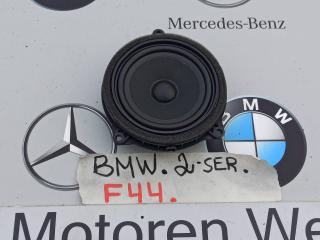 Mercedes-Benz
BMW
BMW. 2-SER.
F44.
Motoren We